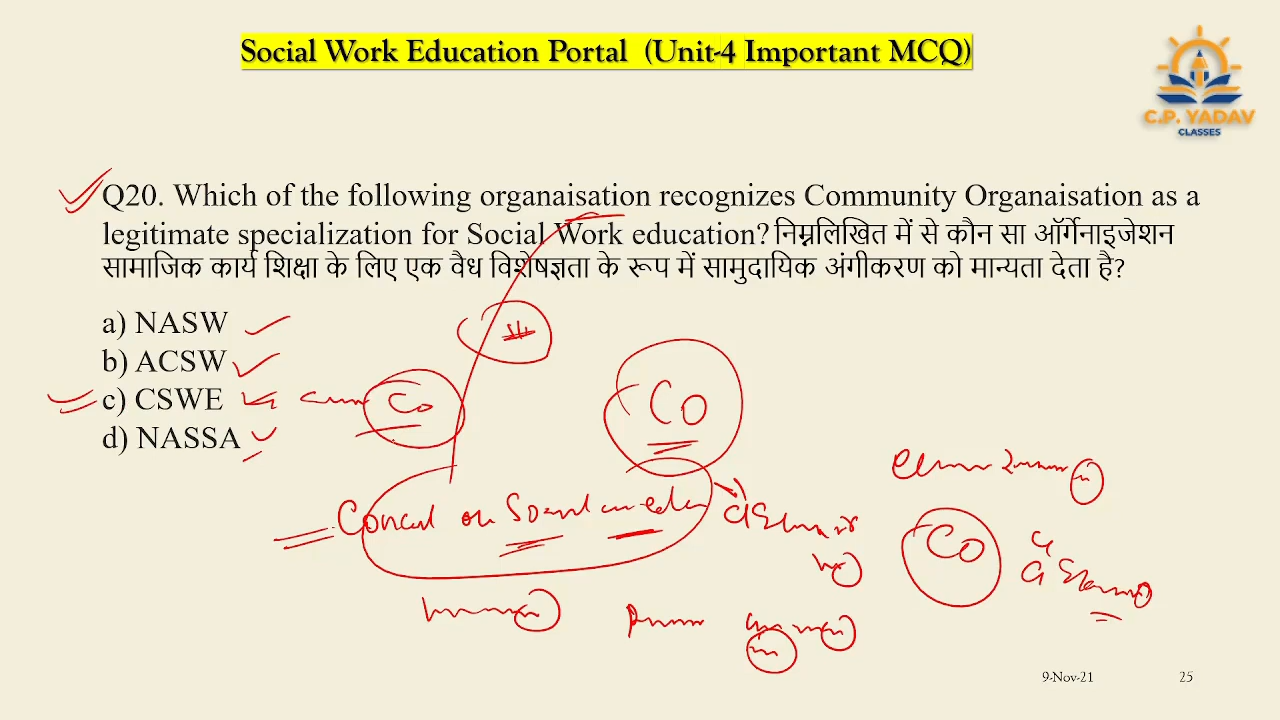 Social Work Education Portal (Unit-4 Important MCQ)
C.P. YADAV
CLASSES
Q20. Which of the following organaisation recognizes Community Organaisation as a
legitimate specialization for Social Work education? निम्नलिखित में से कौन सा ऑर्गेनाइजेशन
सामाजिक कार्य शिक्षा के लिए एक वैध विशेषज्ञता के रूप में सामुदायिक अंगीकरण को मान्यता देता है?
a) NASW
b) ACSW
c) CSWE
d) NASSA
Co
CO
on
CO
9-Nov-21
25